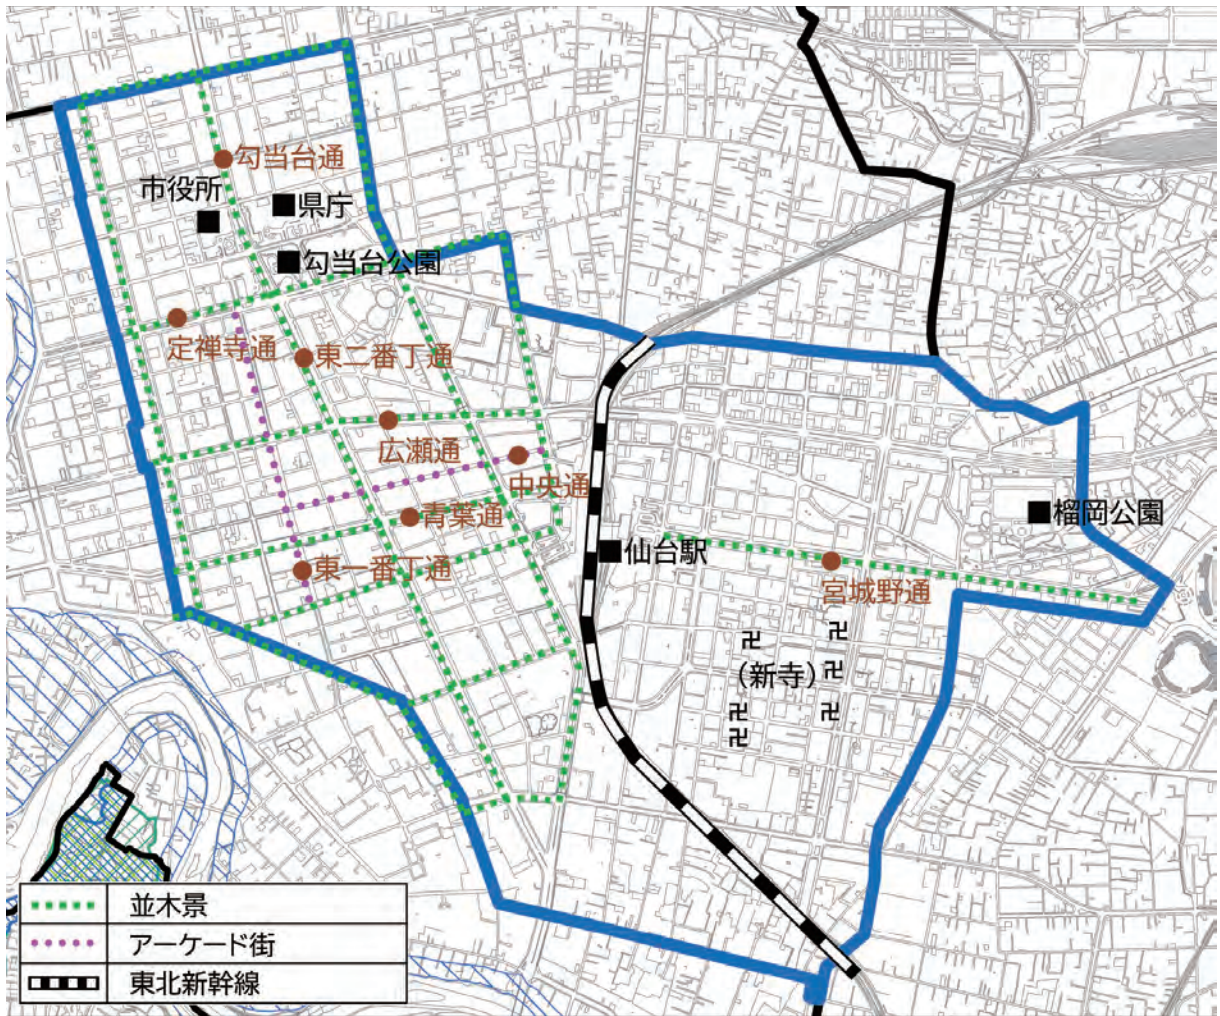 勾当台通
市役所
県庁
勾当台公園
定禅寺通
東二番丁通
広瀬通
中央通
青葉通
榴岡公園
仙台駅
東一番丁通
宮城野通
卍
卍
(新寺)
卍
卍
卍
卍
並木景
アーケード街
東北新幹線